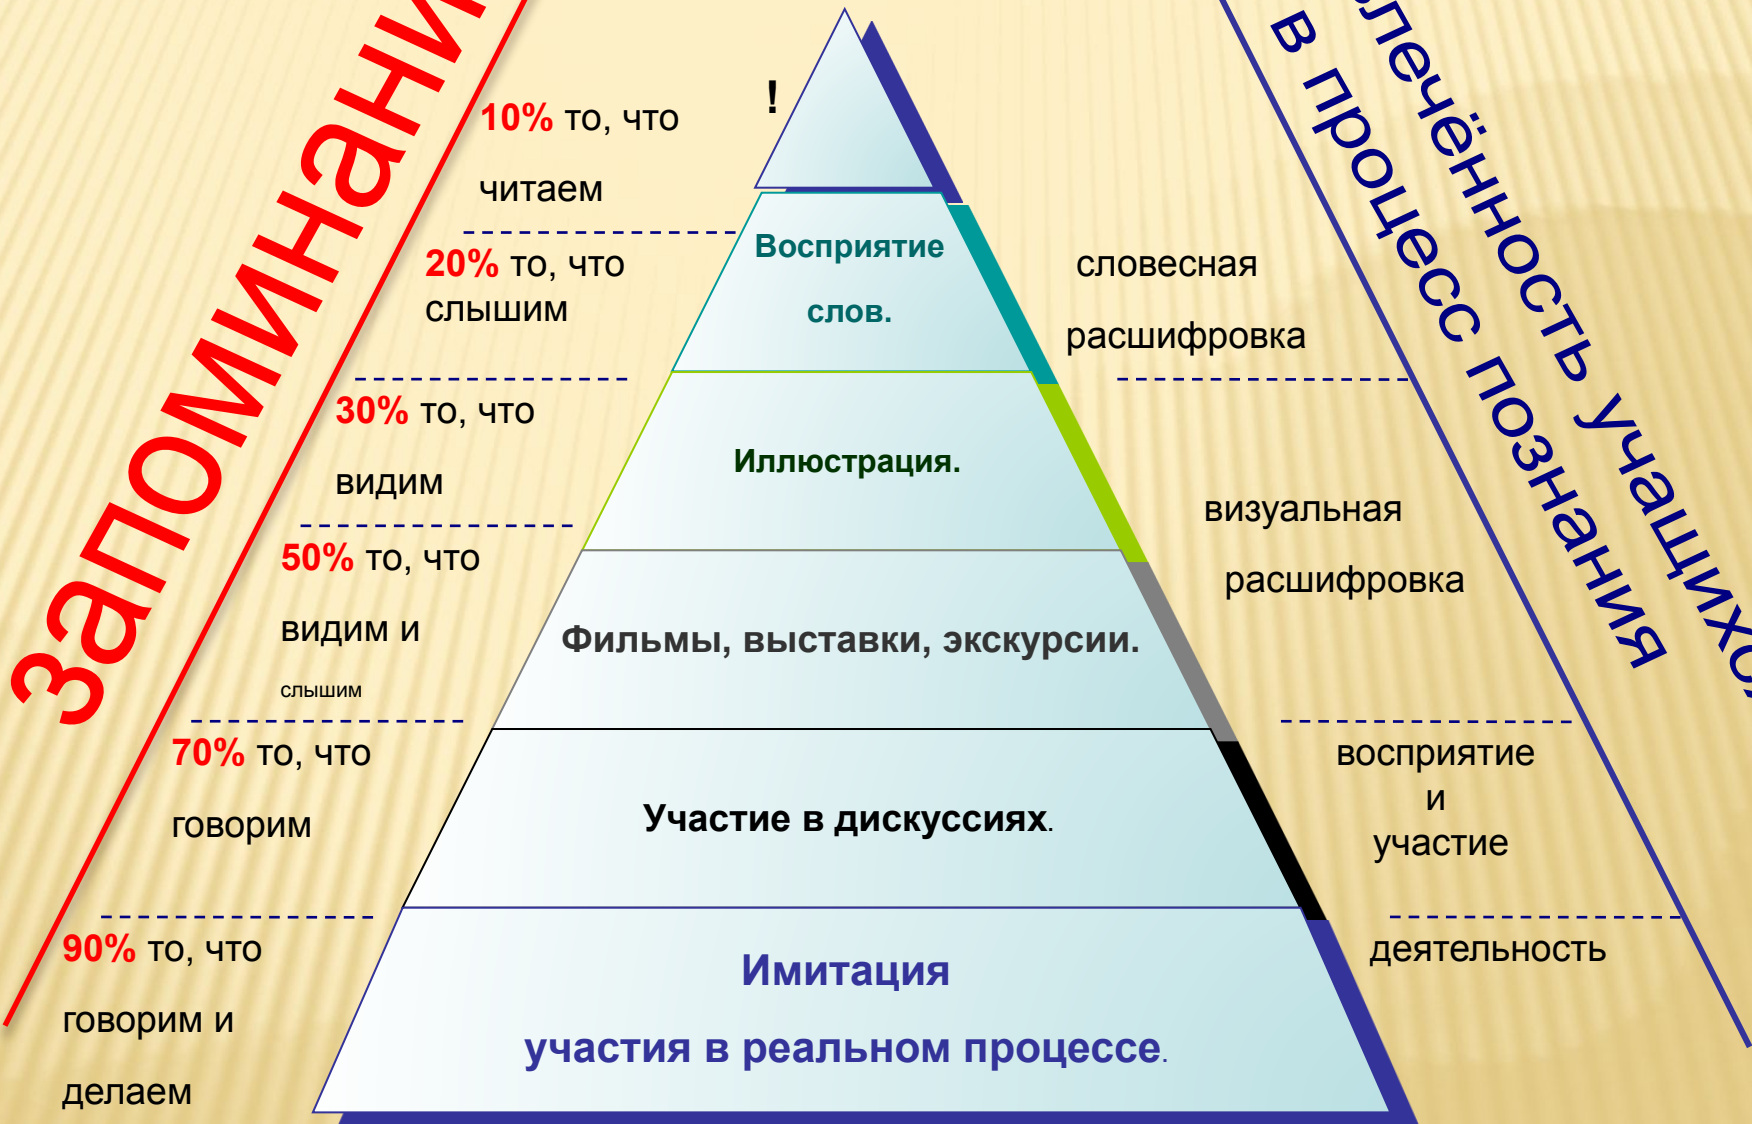 запоминани
10% то, что
читаем
20% то, что
слышим
30% то, что
видим
50% то, что
видим и
слышим
70% то, что
говорим
90% то, что
говорим и
делаем
!
Восприятие
слов.
Иллюстрация.
Фильмы, выставки, экскурсии.
Участие в дискуссиях.
Имитация
участия в реальном процессе.
словесная
расшифровка
визуальная
расшифровка
восприятие
и
участие
деятельность
влечённость учащихся
в процесс познания